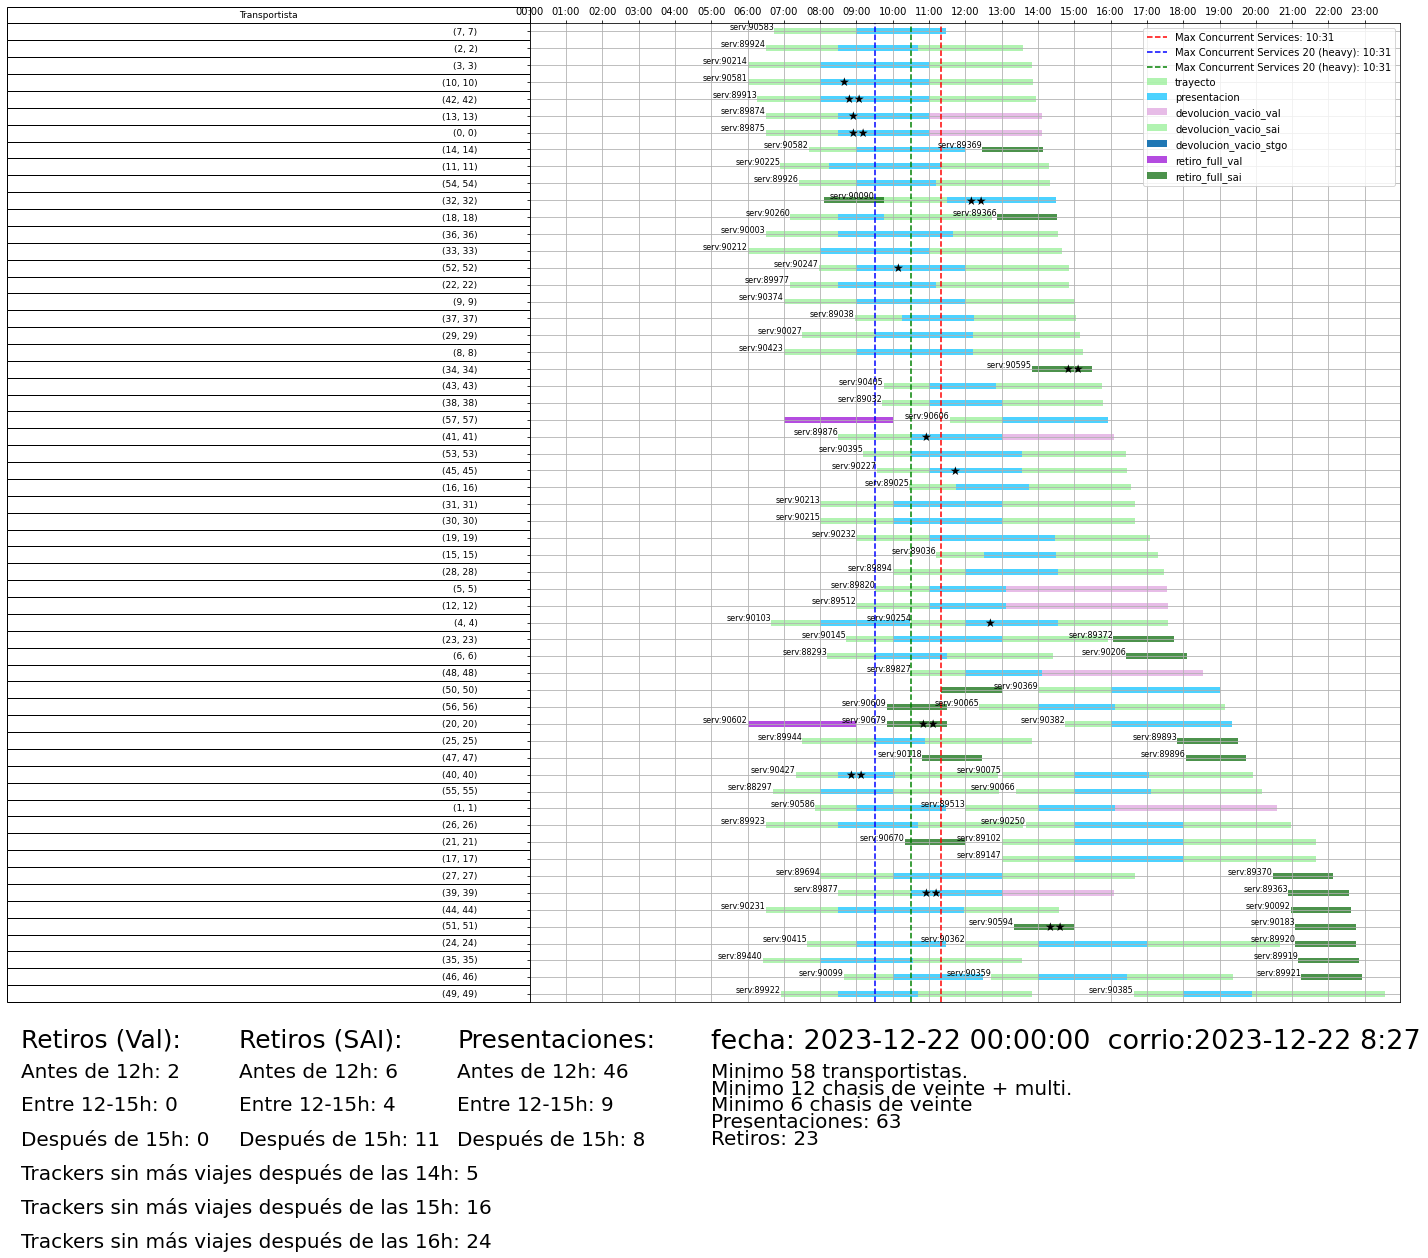 Transportista 00:00 01:00 02:00 03:00 04:00 05:00 06:00 07:00 08:00 09:00 10:00 11:00 12:00 13:00 14:00 15:00 16:00 17:00 18:00 19:00 20:00 21:00 22:00 23:00
Max Concurrent Services: 10:31
Max Concurrent Services 20 (heavy): 10:31
Max Concurrent Services 20 (heavy): 10:31
trayecto
presentacion
devolucion_vacio_val
devolucion_vacio_sai
devolucion_vacio_stgo
retiro_full_val
retiro_full_sai
(7, 7) serv:90583
(2, 2) serv:89924
(3, 3) serv:90214
(10, 10) serv:90581
(42, 42) serv:89913
(13, 13) serv:89874
(0, 0) serv:89875
(14, 14) serv:90582 serv:89369
(11, 11) serv:90225
(54, 54) serv:89926
(32, 32) serv:90090
(18, 18) serv:90260 serv:89366
(36, 36) serv:90003
(33, 33) serv:90212
(52, 52) serv:90247
(22, 22) serv:89977
(9, 9) serv:90374
(37, 37) serv:89038
(29, 29) serv:90027
(8, 8) serv:90423
(34, 34) serv:90595
(43, 43) serv:90405
(38, 38) serv:89032
(57, 57) serv:90606
(41, 41) serv:89876
(53, 53) serv:90395
(45, 45) serv:90227
(16, 16) serv:89025
(31, 31) serv:90213
(30, 30) serv:90215
(19, 19) serv:90232
(15, 15) serv:89036
(28, 28) serv:89894
(5, 5) serv:89820
(12, 12) serv:89512
(4, 4) serv:90103 serv:90254
(23, 23) serv:90145 serv:89372
(6, 6) serv:88293 serv:90206
(48, 48) serv:89827
(50, 50) serv:90369
(56, 56) serv:90609 serv:90065
(20, 20) serv:90602 serv:90679 serv:90382
(25, 25) serv:89944 serv:89893
(47, 47) serv:90118 serv:89896
(40, 40) serv:90427 serv:90075
(55, 55) serv:88297 serv:90066
(1, 1) serv:90586 serv:89513
(26, 26) serv:89923 serv:90250
(21, 21) serv:90670 serv:89102
(17, 17) serv:89147
(27, 27) serv:89694 serv:89370
(39, 39) serv:89877 serv:89363
(44, 44) serv:90231 serv:90092
(51, 51) serv:90594 serv:90183
(24, 24) serv:90415 serv:90362 serv:89920
(35, 35) serv:89440 serv:89919
(46, 46) serv:90099 serv:90359 serv:89921
(49, 49) serv:89922 serv:90385
Retiros (Val):
Antes de 12h: 2
Entre 12-15h: 0
Después de 15h: 0
Retiros (SAI):
Antes de 12h: 6
Entre 12-15h: 4
Después de 15h: 11
Presentaciones:
Antes de 12h: 46
Entre 12-15h: 9
Después de 15h: 8
Trackers sin más viajes después de las 14h: 5
Trackers sin más viajes después de las 15h: 16
Trackers sin más viajes después de las 16h: 24
fecha: 2023-12-22 00:00:00 corrio:2023-12-22 8:27
Minimo 58 transportistas.
Minimo 12 chasis de veinte + multi.
Minimo 6 chasis de veinte
Presentaciones: 63
Retiros: 23